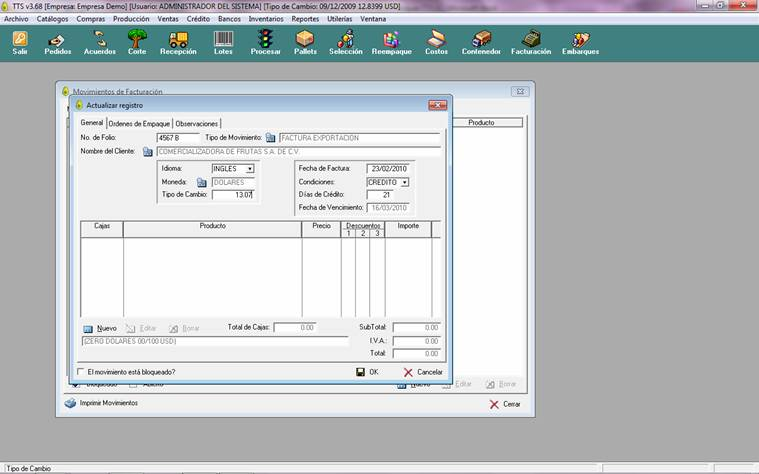 TTS v3.68 [Empresa: Empresa Demo] [Usuario: ADMINISTRADOR DEL SISTEMA] [Tipo de Cambio: 09/12/2009 12.8399 USD]
Archivo Catálogos Compras Producción Ventas Crédito Bancos Inventarios Reportes Utilerías Ventana
Salir Pedidos Acuerdos Corte Recepción Lotes Procesar Pallets Selección Reempaque Costos Contenedor Facturación Embarques
Movimientos de Facturación
Actualizar registro
Producto
General Ordenes de Empaque Observaciones
No. de Folio: 4567 B Tipo de Movimiento: FACTURA EXPORTACION
Nombre del Cliente: COMERCIALIZADORA DE FRUTAS S.A. DE C.V.
Idioma: INGLES Fecha de Factura: 23/02/2010
Moneda: DOLARES Condiciones: CREDITO
Tipo de Cambio: 13.07 Días de Crédito: 21
Fecha de Vencimiento: 16/03/2010
Cajas Producto Precio Descuentos Importe
1 2 3
Nuevo Editar Borrar Total de Cajas: 0.00 SubTotal: 0.00
(ZERO DOLARES 00/100 USD) I.V.A.: 0.00
Total: 0.00
El movimiento está bloqueado? OK Cancelar
Bloqueado Abierto Nuevo Editar Borrar
Imprimir Movimientos Cerrar
Tipo de Cambio